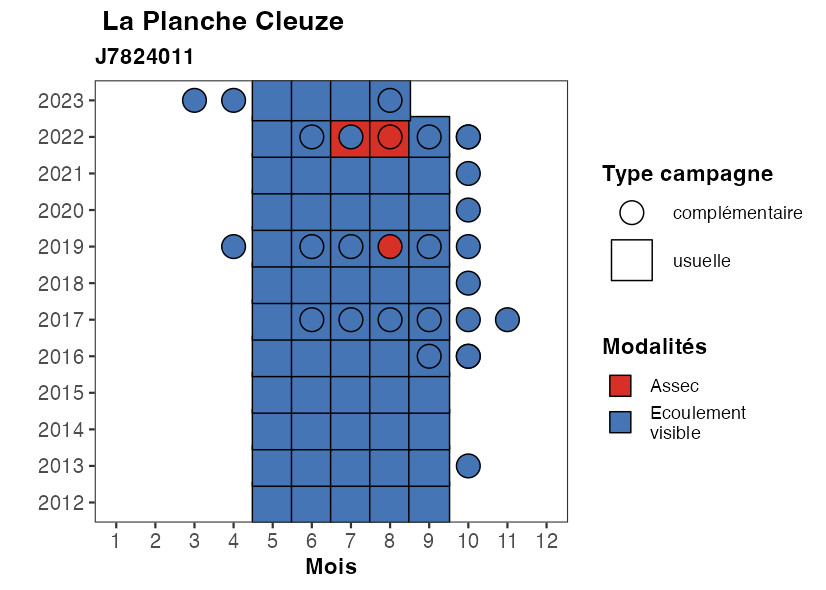 La Planche Cleuze
J7824011
2023
2022
2021
2020
2019
2018
2017
2016
2015
2014
2013
2012
1 2 3 4 5 6 7 8 9 10 11 12
Mois
Type campagne
complémentaire
usuelle
Modalités
Assec
Ecoulement
visible